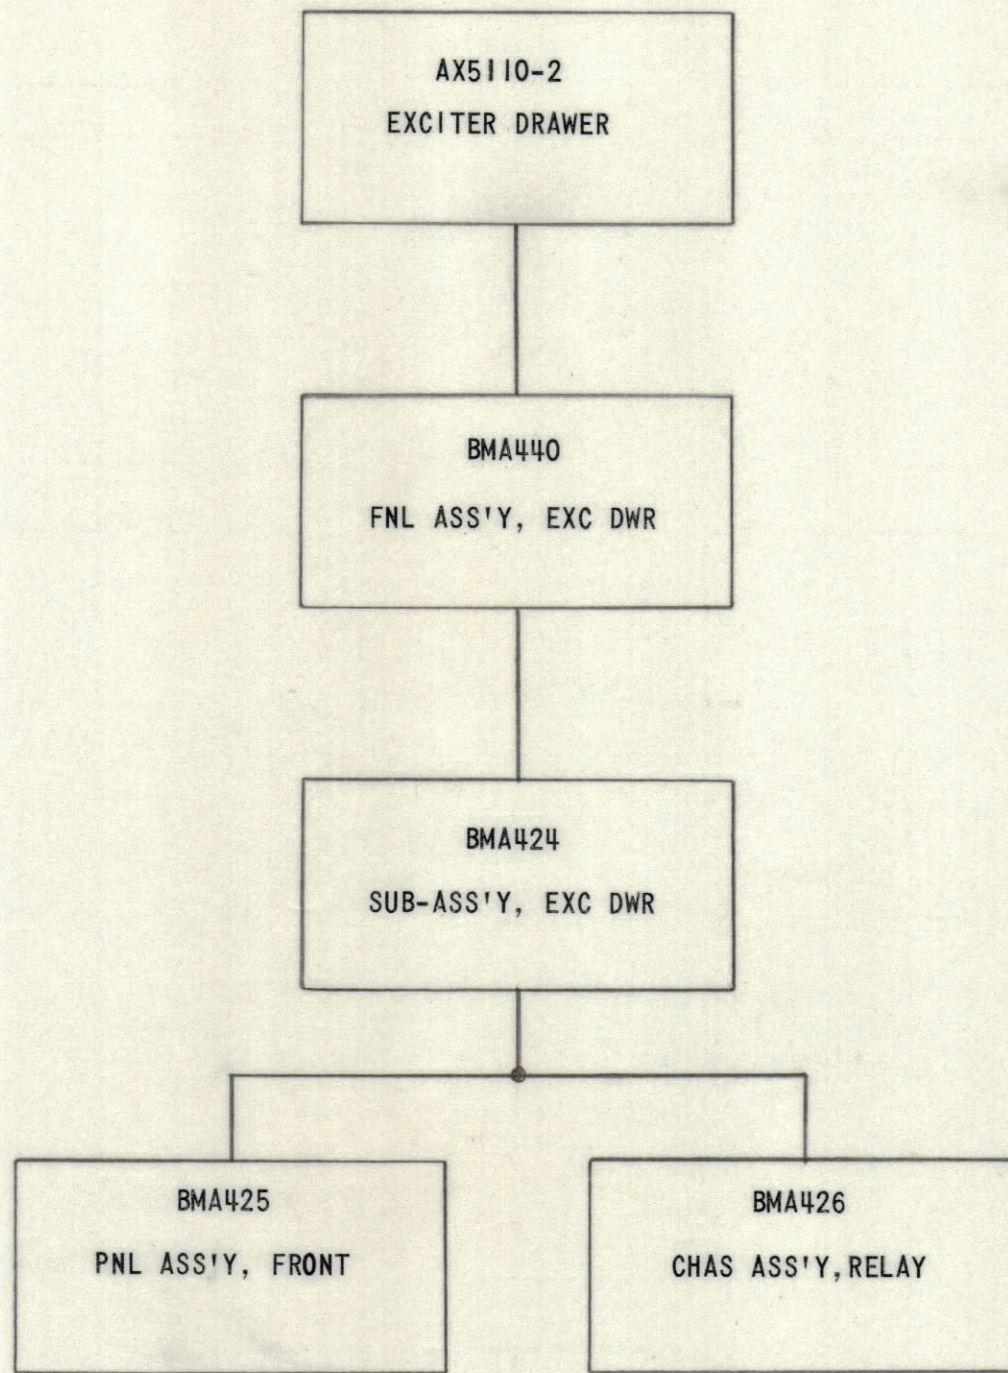 AX5110-2
EXCITER DRAWER
BMA440
FNL ASS'Y, EXC DWR
BMA424
SUB-ASS'Y, EXC DWR
BMA425
PNL ASS'Y, FRONT
BMA426
CHAS ASS'Y,RELAY